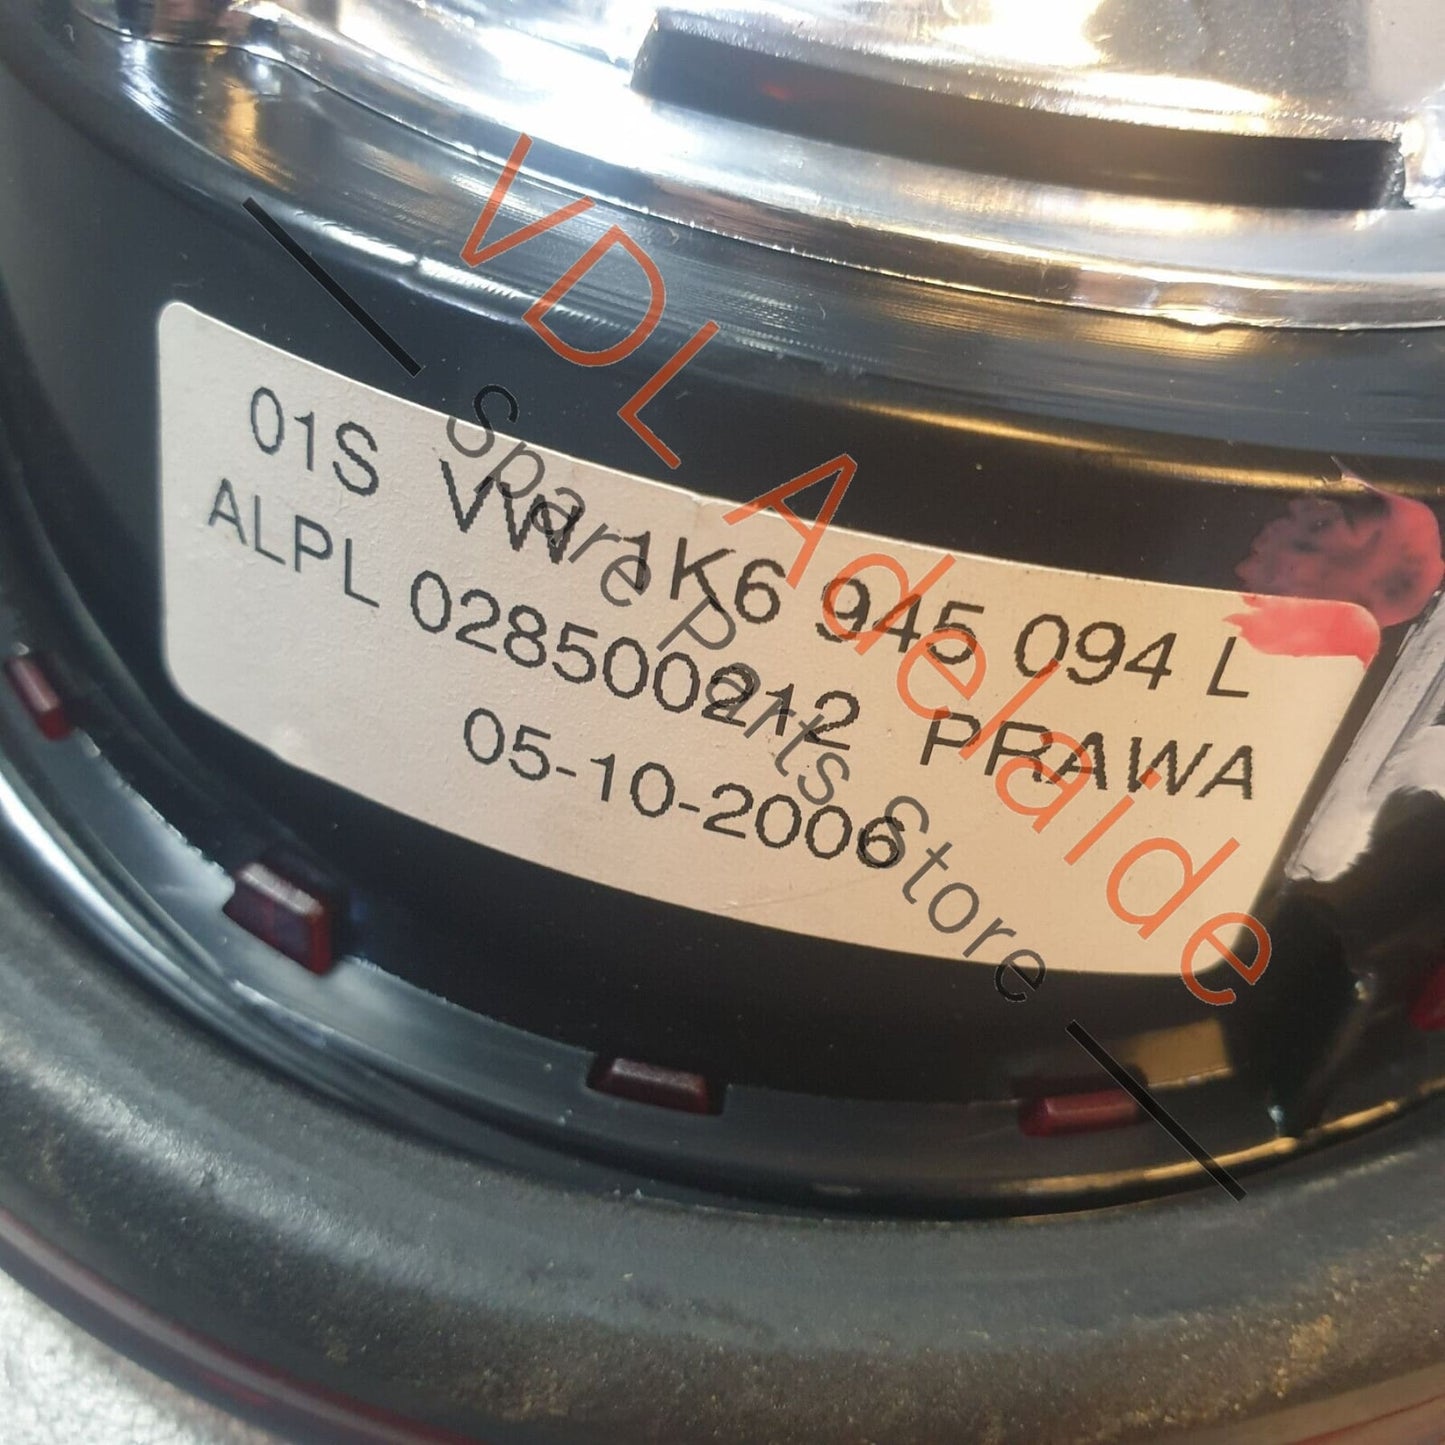 01S VW 1K6 945 094 L
ALPL 028500212 PRAWA
05-10-2006
VDL Adelaide
Spare Parts Store